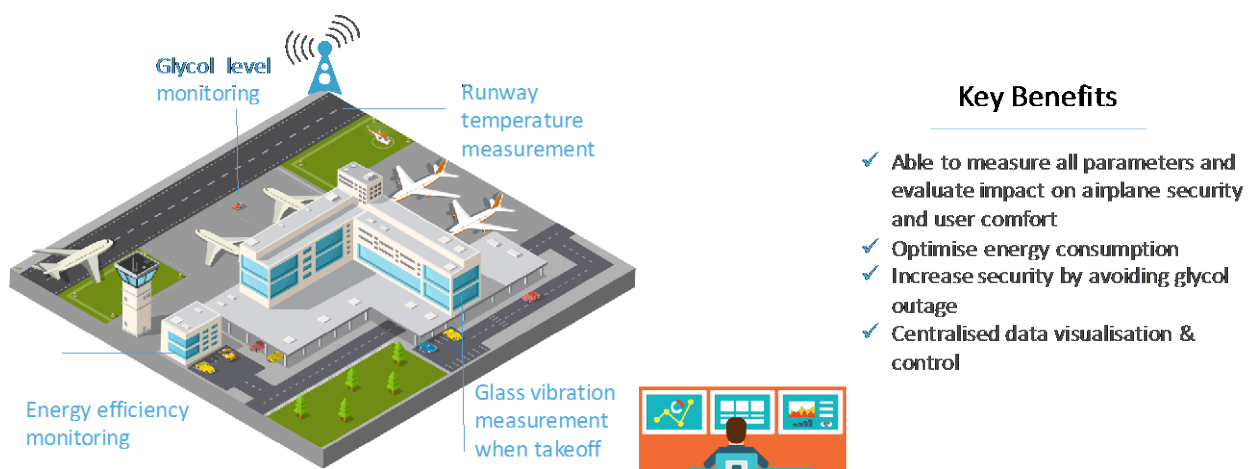 Glycol level
monitoring
Runway
temperature
measurement
Energy efficiency
monitoring
Glass vibration
measurement
when takeoff
Key Benefits
✓ Able to measure all parameters and
evaluate impact on airplane security
and user comfort
✓ Optimise energy consumption
✓ Increase security by avoiding glycol
outage
✓ Centralised data visualisation &
control